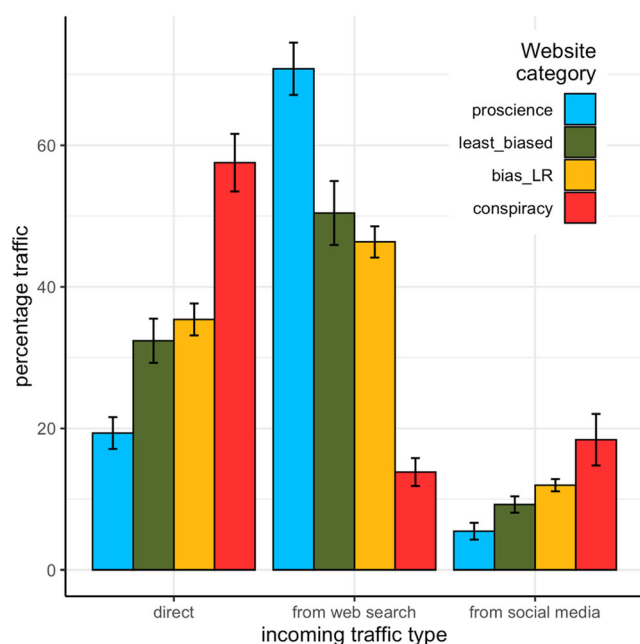 Website
category
proscience
least_biased
bias_LR
conspiracy
percentage traffic
60
40
20
0
direct
from web search
from social media
incoming traffic type